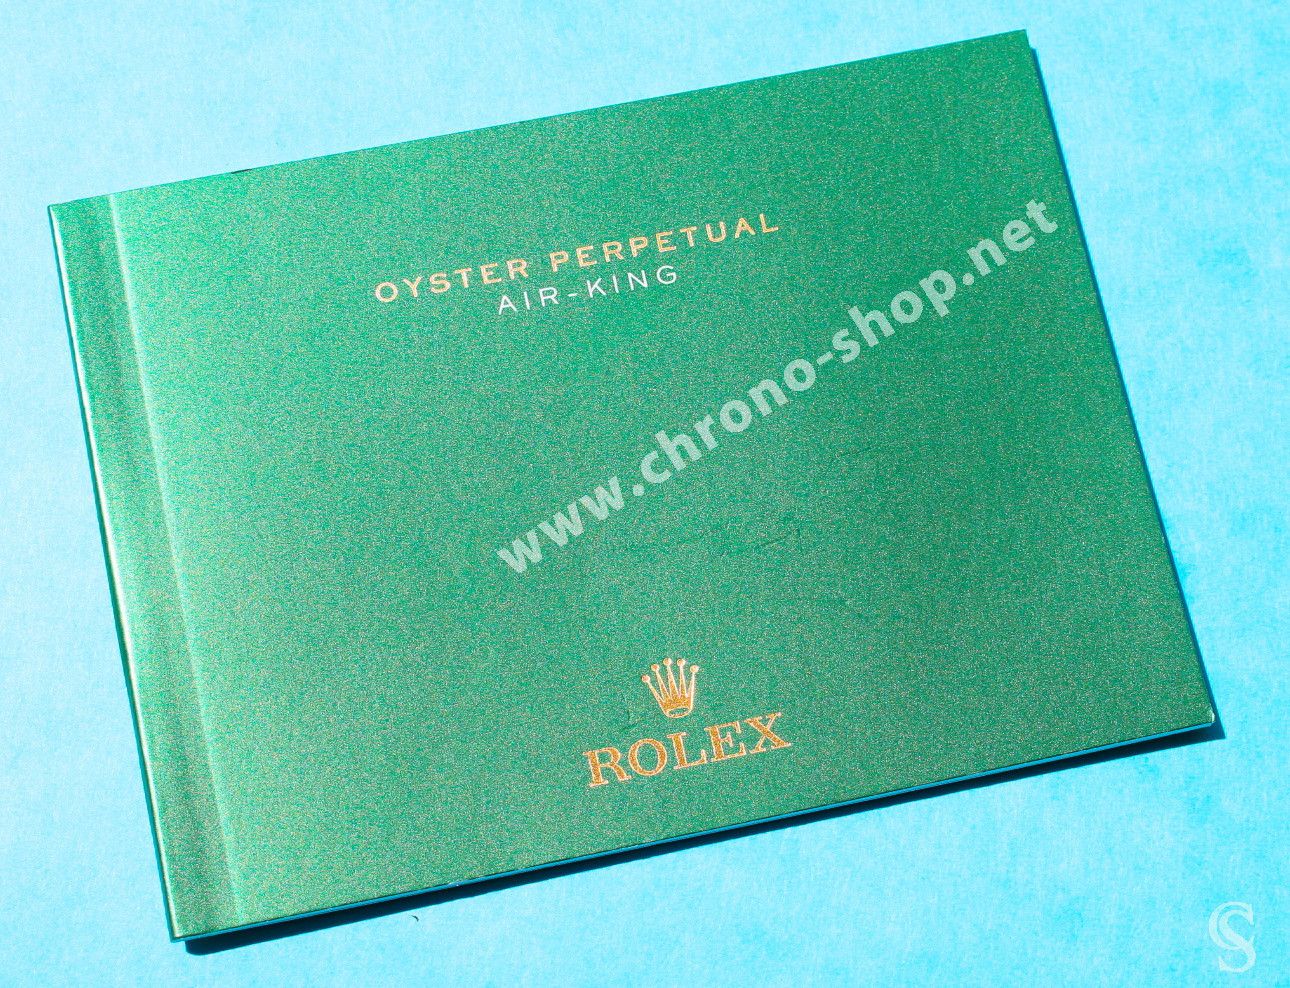 OYSTER PERPETUAL
AIR-KING
www.chrono-shop.net
ROLEX